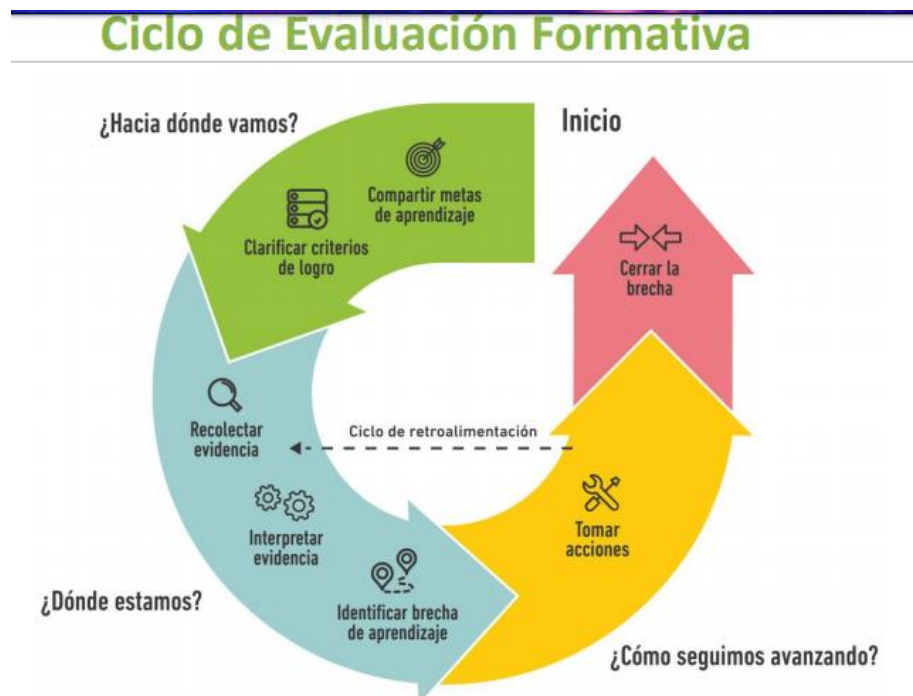 Ciclo de Evaluación Formativa
¿Hacia dónde vamos?
Inicio
Compartir metas
de aprendizaje
Clarificar criterios
de logro
Cerrar la
brecha
Recolectar
evidencia
Ciclo de retroalimentación
Interpretar
evidencia
Tomar
acciones
Identificar brecha
de aprendizaje
¿Dónde estamos?
¿Cómo seguimos avanzando?